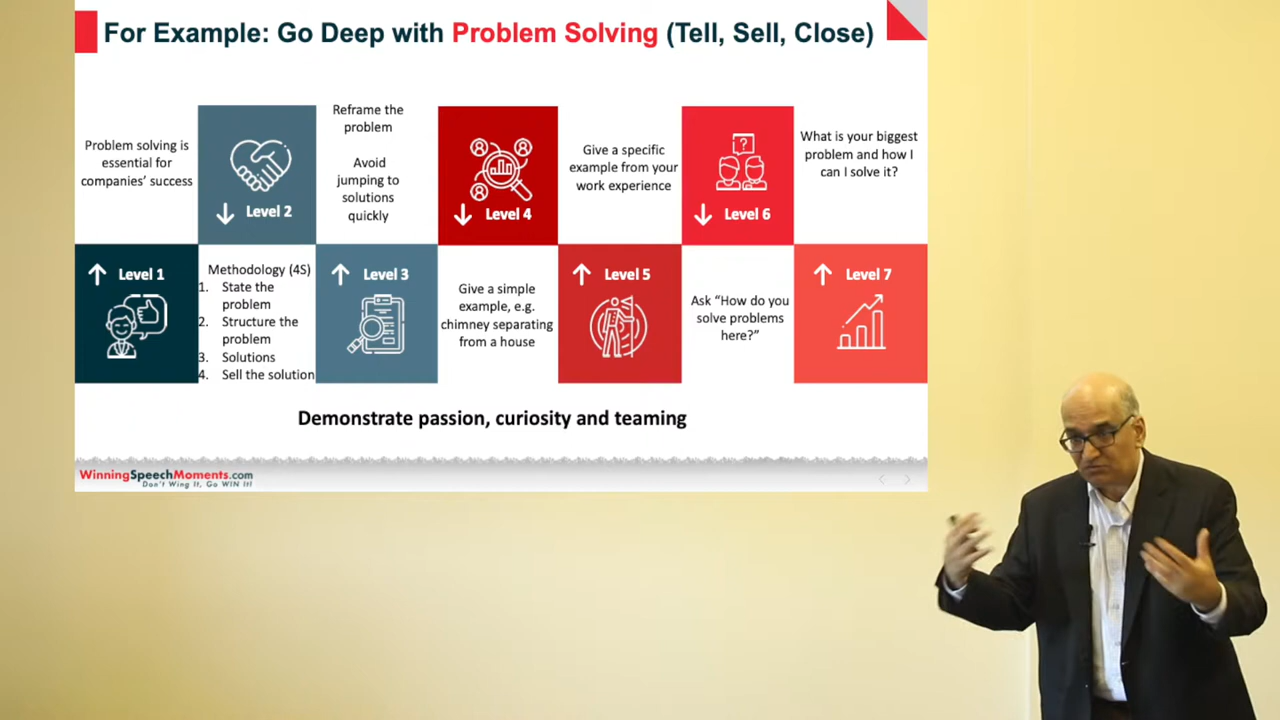 For Example: Go Deep with Problem Solving (Tell, Sell, Close)
Problem solving is
essential for
companies’ success
↑ Level 1
↓ Level 2
Methodology (4S)
1. State the
problem
2. Structure the
problem
3. Solutions
4. Sell the solution
Reframe the
problem
Avoid
jumping to
solutions
quickly
↑ Level 3
↓ Level 4
Give a simple
example, e.g.
chimney separating
from a house
Give a specific
example from your
work experience
↑ Level 5
↓ Level 6
?
Ask “How do you
solve problems
here?”
What is your biggest
problem and how I
can I solve it?
↑ Level 7
Demonstrate passion, curiosity and teaming
WinningSpeechMoments.com
Don't Wing It, Go WIN It!